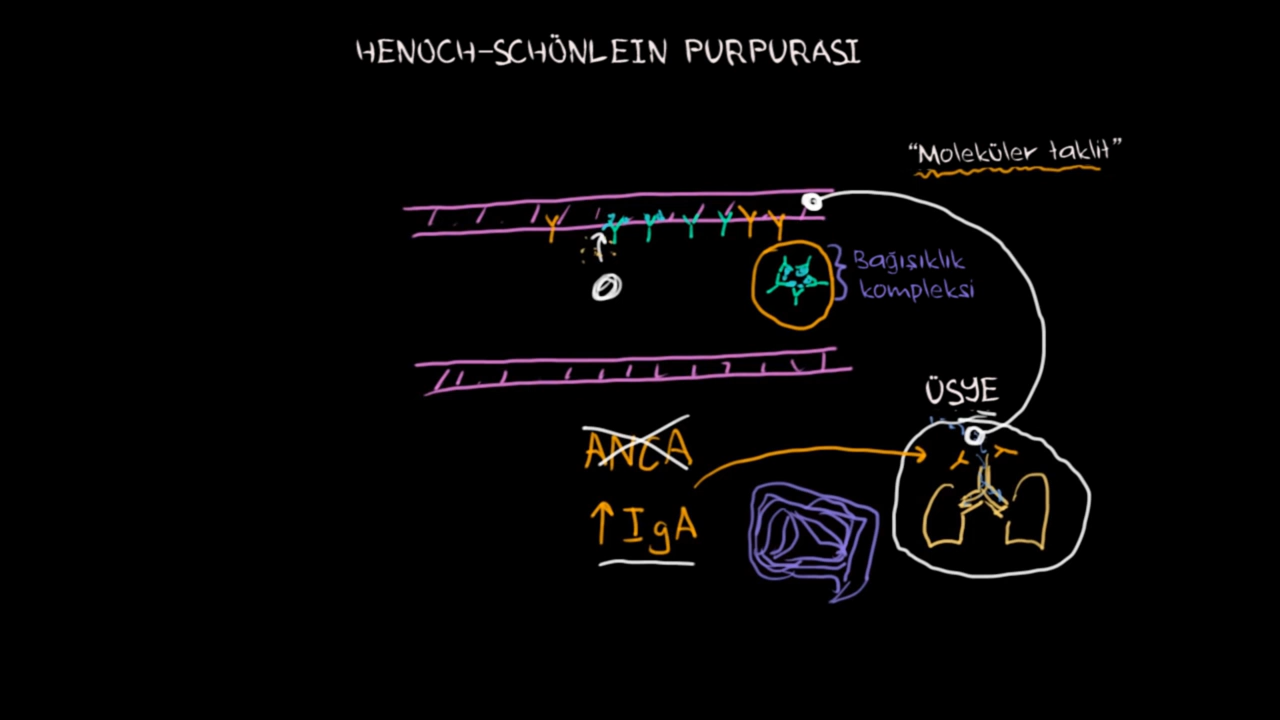 HENOCH-SCHÖNLEIN PURPURASI
"Moleküler taklit"
Bağışıklık
kompleksi
ÜSYE
ANCA
↑IgA